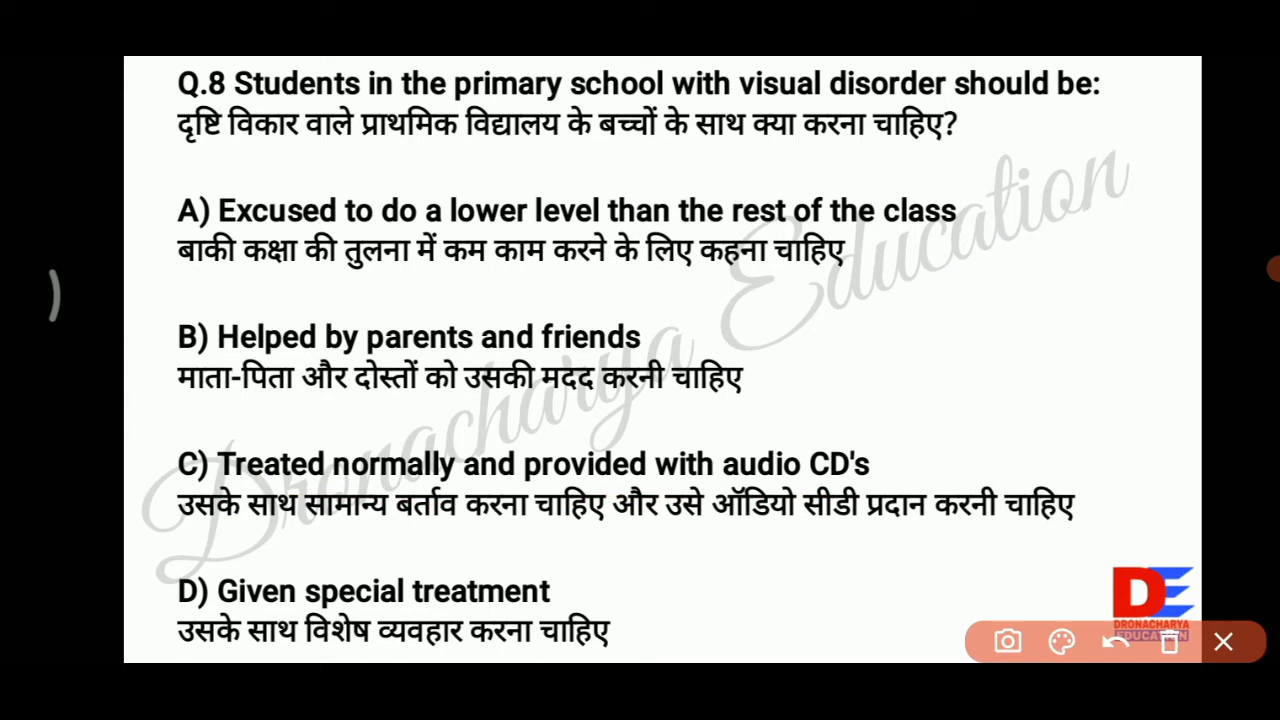 Q.8 Students in the primary school with visual disorder should be:
दृष्टि विकार वाले प्राथमिक विद्यालय के बच्चों के साथ क्या करना चाहिए?
A) Excused to do a lower level than the rest of the class
बाकी कक्षा की तुलना में कम काम करने के लिए कहना चाहिए
B) Helped by parents and friends
माता-पिता और दोस्तों को उसकी मदद करनी चाहिए
C) Treated normally and provided with audio CD's
उसके साथ सामान्य बर्ताव करना चाहिए और उसे ऑडियो सीडी प्रदान करनी चाहिए
D) Given special treatment
उसके साथ विशेष व्यवहार करना चाहिए
Dronacharya Education
DE
DRONACHARYA
EDUCATION